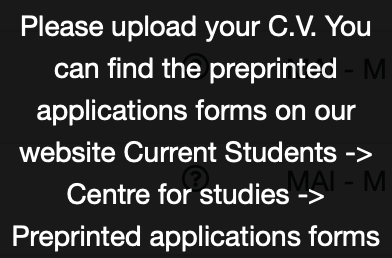 Please upload your C.V. You
can find the preprinted
applications forms on our
website Current Students ->
Centre for studies ->
Preprinted applications forms
- M
MAI - M